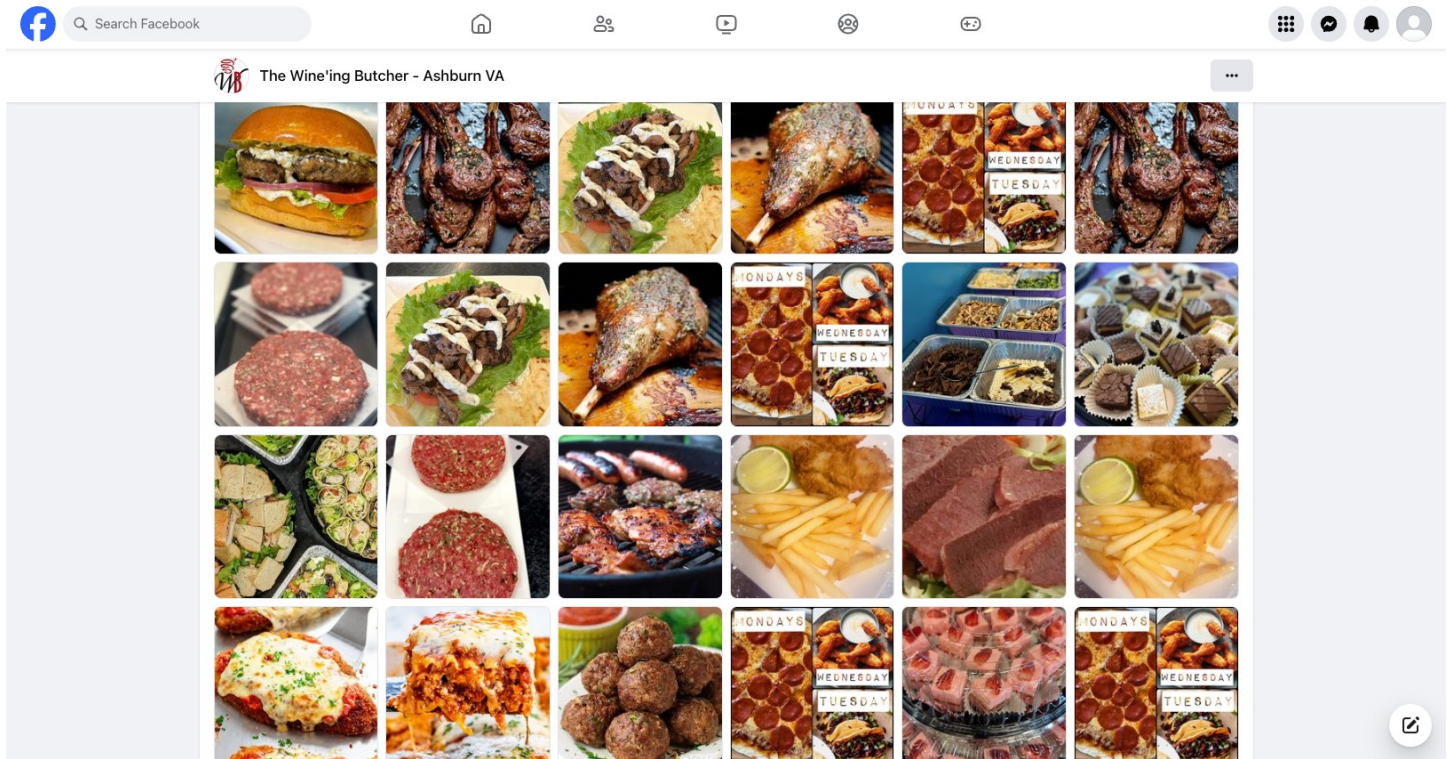 Search Facebook
The Wine'ing Butcher - Ashburn VA
MONDAYS
WEDNESDAY
TUESDAY
MONDAYS
WEDNESDAY
TUESDAY
MONDAYS
WEDNESDAY
TUESDAY
MONDAYS
WEDNESDAY
TUESDAY